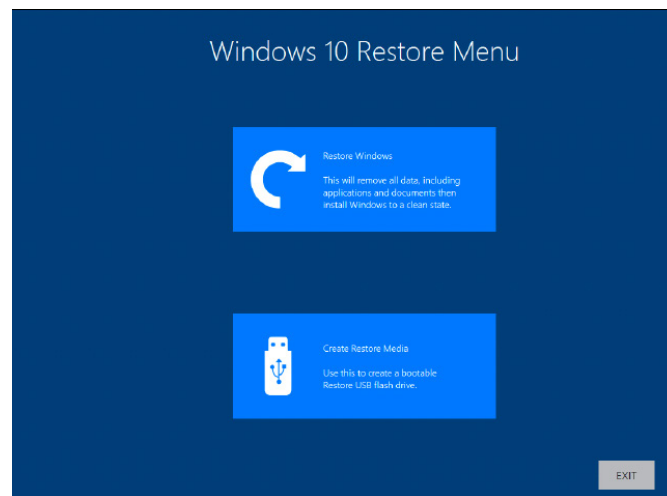 Windows 10 Restore Menu
Restore Windows
This will remove all data, including
applications and documents then
install Windows to a clean state.
Create Restore Media
Use this to create a bootable
Restore USB flash drive.
EXIT